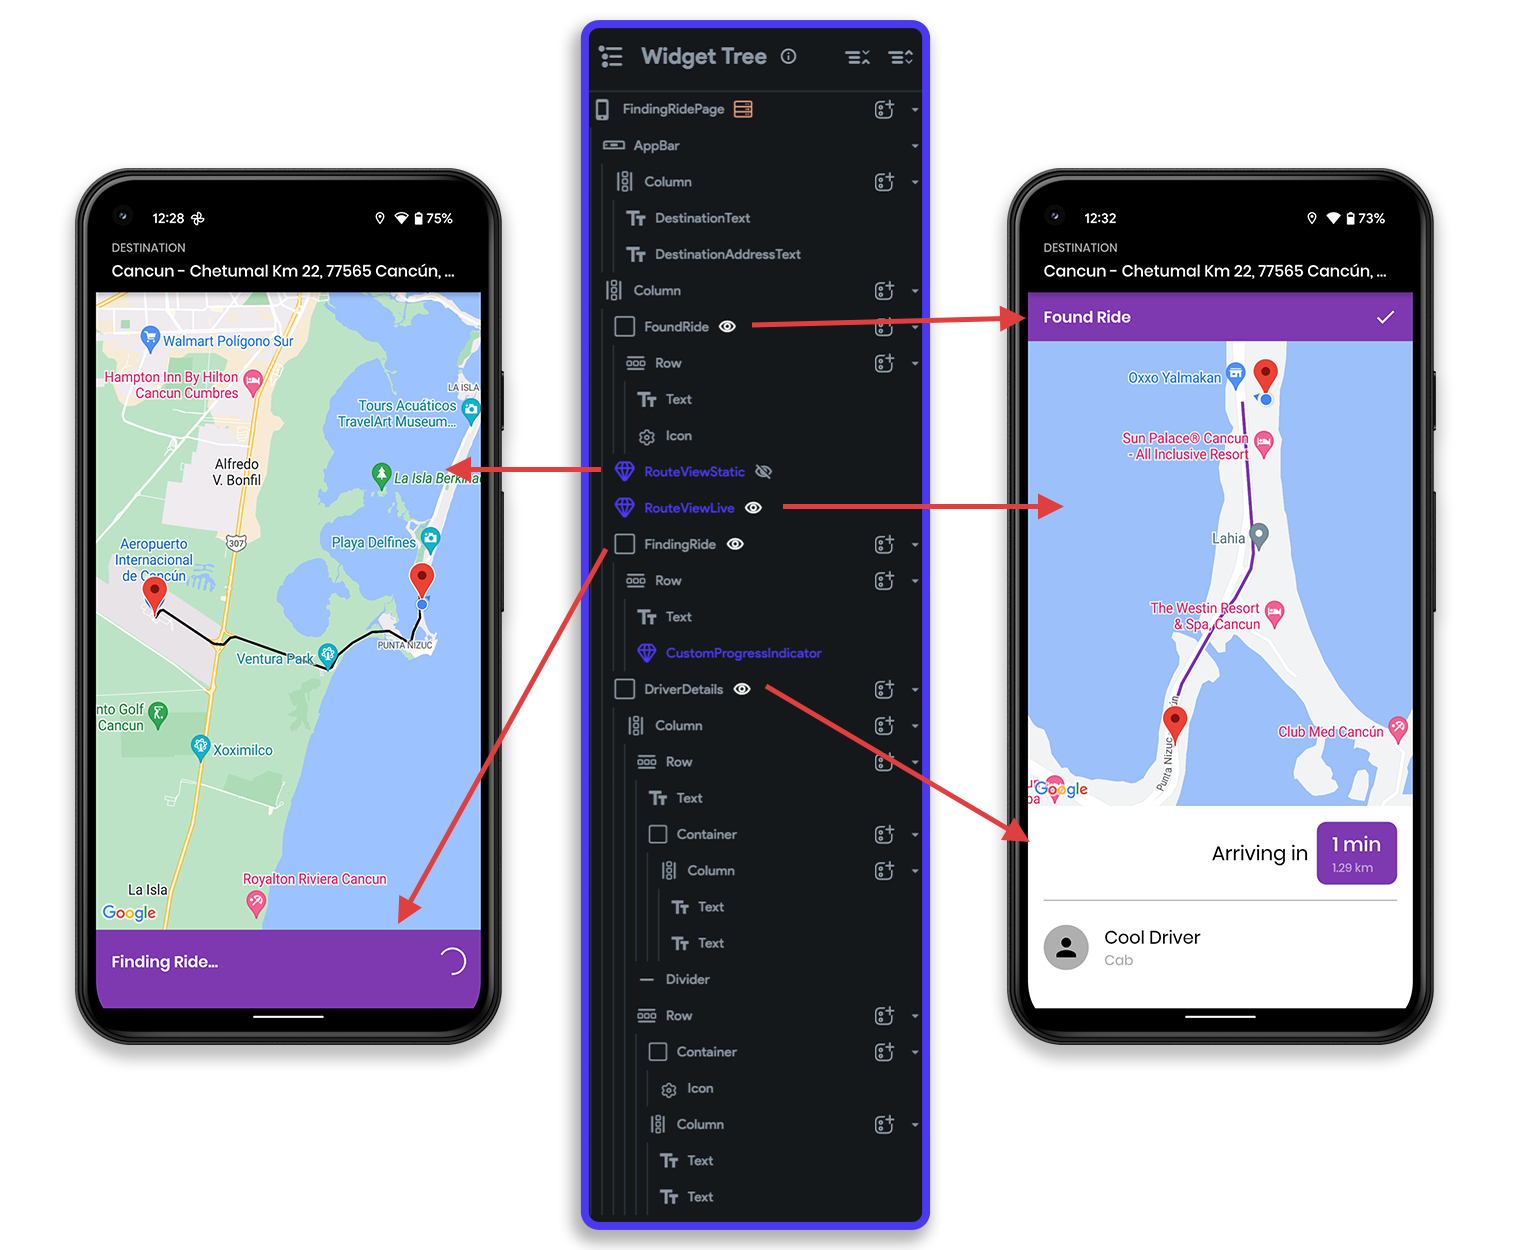 12:28
75%
DESTINATION
Cancun - Chetumal Km 22, 77565 Cancún, ...
Walmart Polígono Sur
Hampton Inn By Hilton
Cancun Cumbres
LA ISLA
Tours Acuáticos
TravelArt Museum...
Alfredo
V. Bonfil
La Isla
307
Playa Delfines
Aeropuerto
Internacional
de Cancún
PUNTA NIZUC
Ventura Park
nto Golf
Cancun
Xoximilco
Royalton Riviera Cancun
La Isla
Google
Finding Ride...
Widget Tree
FindingRidePage
AppBar
Column
DestinationText
DestinationAddressText
Column
FoundRide
Row
Text
Icon
RouteViewStatic
RouteViewLive
FindingRide
Row
Text
CustomProgressIndicator
DriverDetails
Column
Row
Text
Container
Column
Text
Text
Divider
Row
Container
Icon
Column
Text
Text
12:32
73%
DESTINATION
Cancun - Chetumal Km 22, 77565 Cancún, ...
Found Ride
Oxxo Yalmakan
Sun Palace® Cancun
- All Inclusive Resort
Lahia
The Westin Resort
& Spa, Cancun
Club Med Cancún
Punta Nizuc
Google
Arriving in
1 min
1.29 km
Cool Driver
Cab